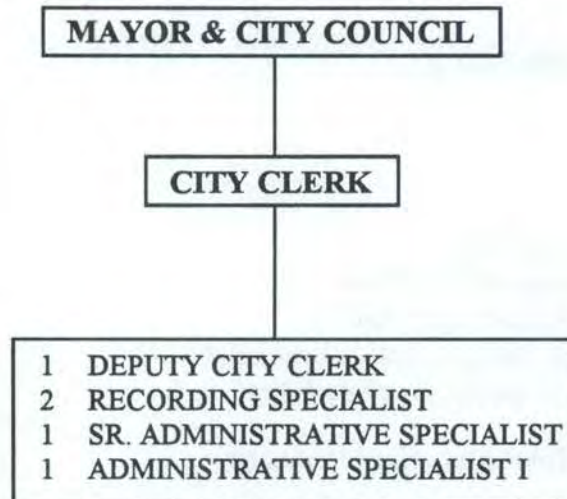 MAYOR & CITY COUNCIL
CITY CLERK
1 DEPUTY CITY CLERK
2 RECORDING SPECIALIST
1 SR. ADMINISTRATIVE SPECIALIST
1 ADMINISTRATIVE SPECIALIST I